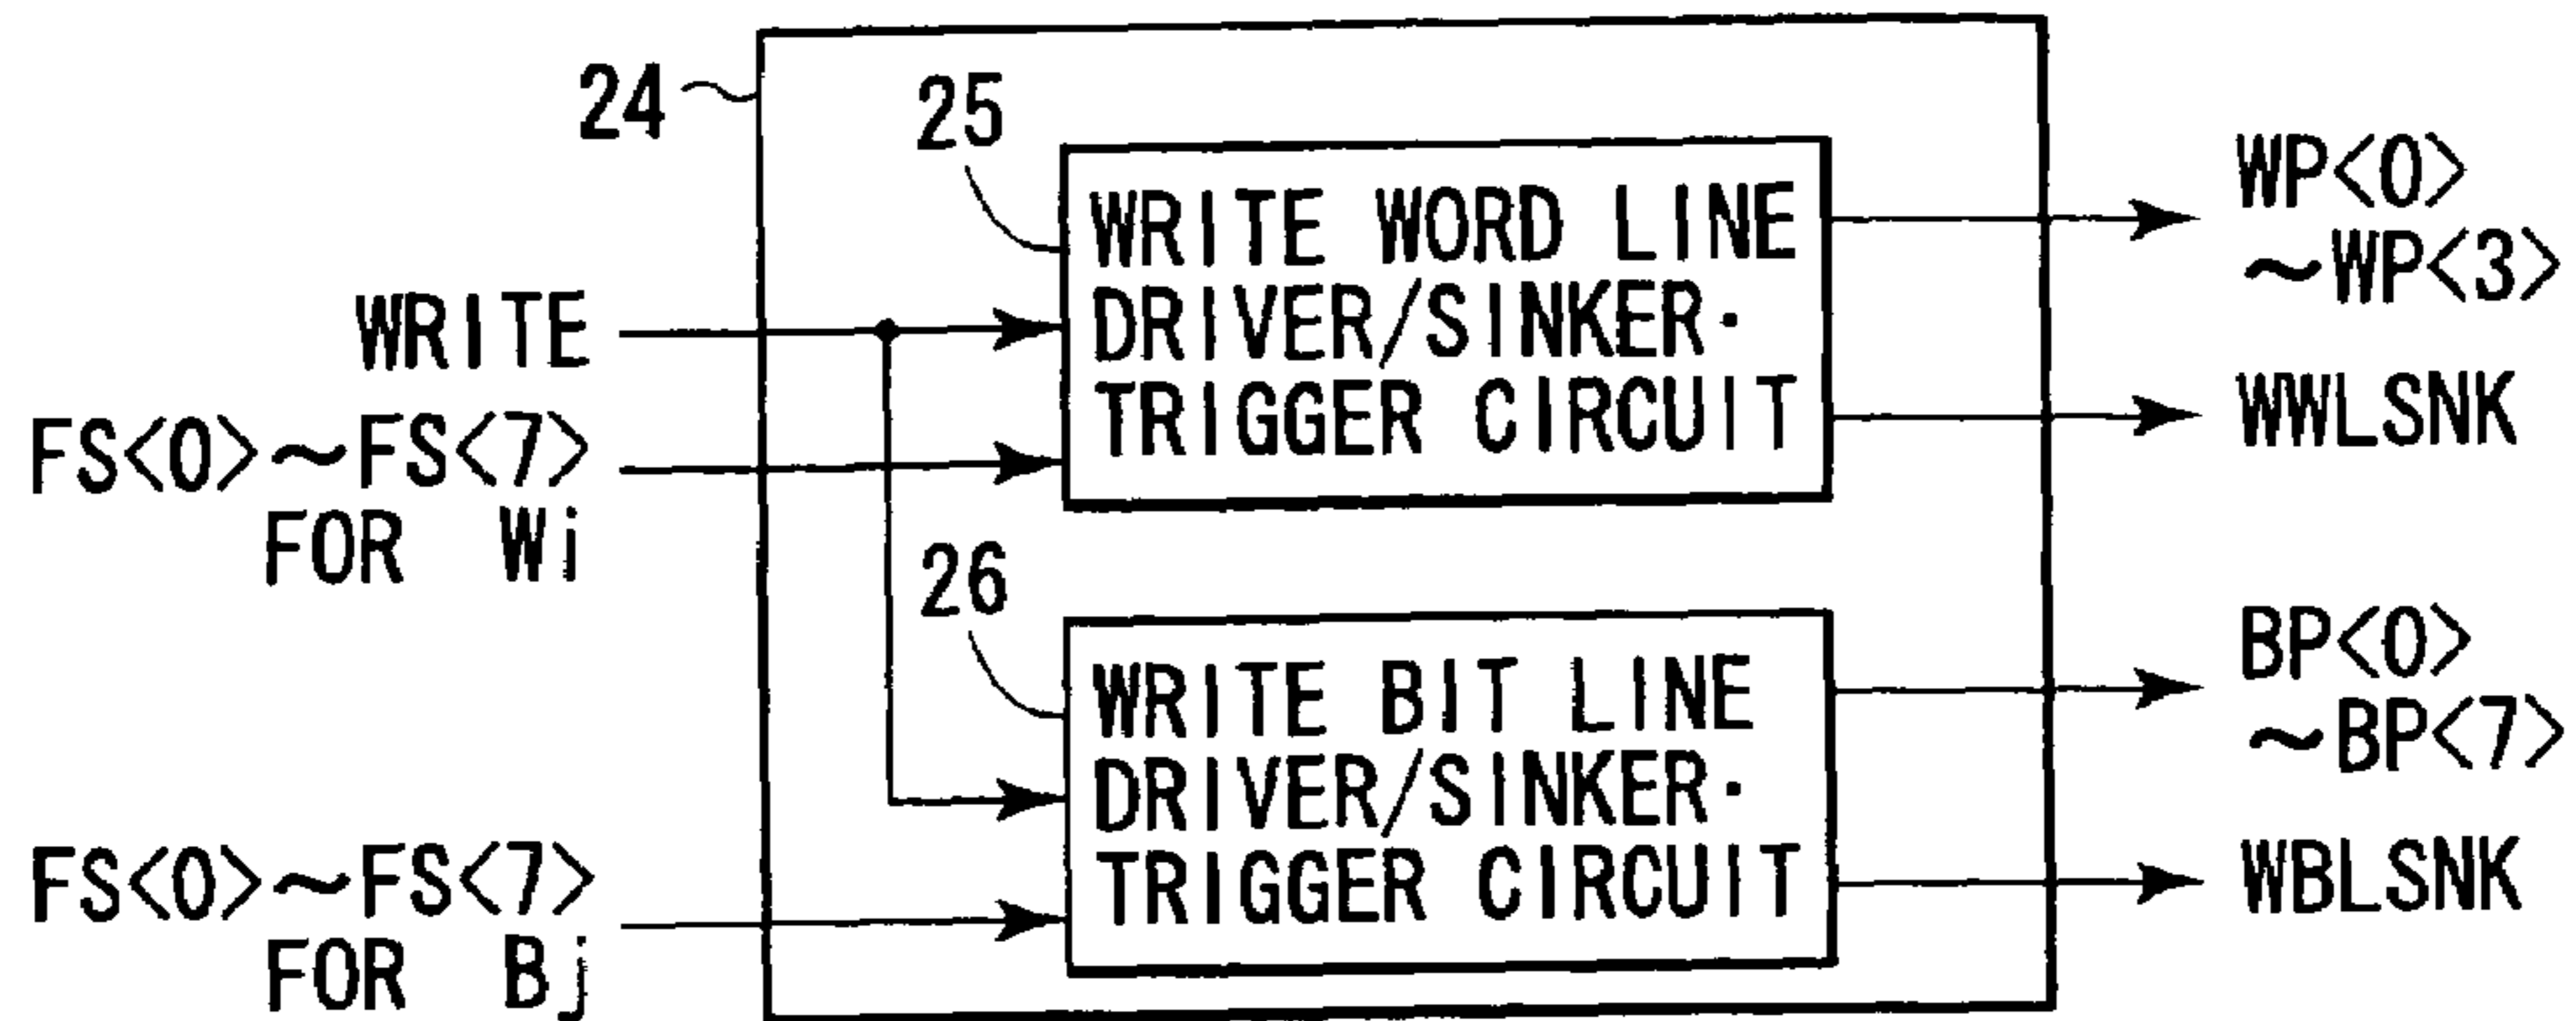 24
25
WRITE WORD LINE
DRIVER/SINKER·
TRIGGER CIRCUIT
WRITE
FS<0>~FS<7>
FOR Wi
WP<0>
~WP<3>
WWLSNK
26
WRITE BIT LINE
DRIVER/SINKER·
TRIGGER CIRCUIT
FS<0>~FS<7>
FOR Bj
BP<0>
~BP<7>
WBLSNK